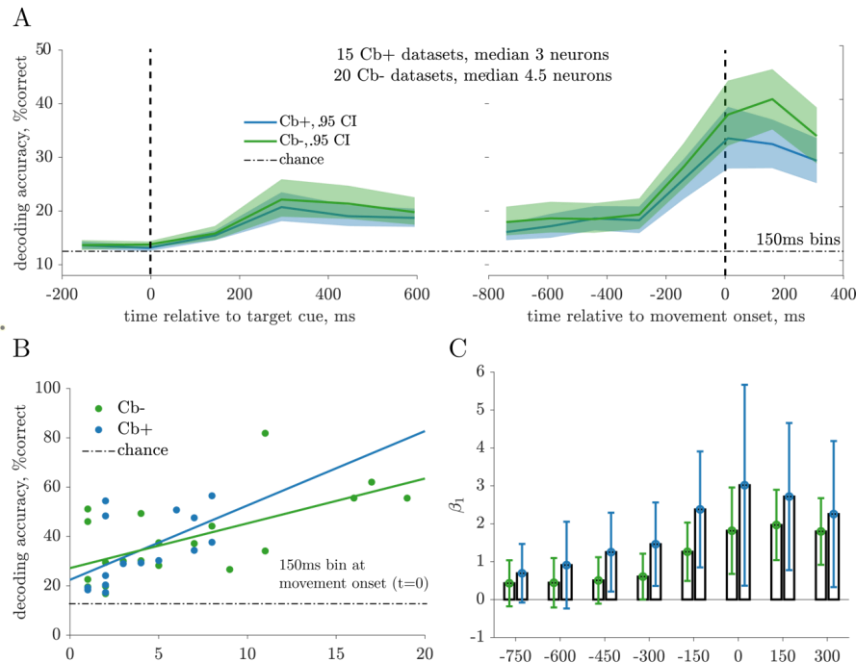 A
15 Cb+ datasets, median 3 neurons
20 Cb- datasets, median 4.5 neurons
50
40
30
20
10
decoding accuracy, %correct
Cb+, .95 CI
Cb-, .95 CI
chance
150ms bins
-200 0 200 400 600
-800 -600 -400 -200 0 200 400
time relative to target cue, ms
time relative to movement onset, ms
B
100
80
60
40
20
0
decoding accuracy, %correct
Cb-
Cb+
chance
150ms bin at
movement onset (t=0)
0 5 10 15 20
C
6
5
4
3
2
1
0
-1
β1
-750 -600 -450 -300 -150 0 150 300